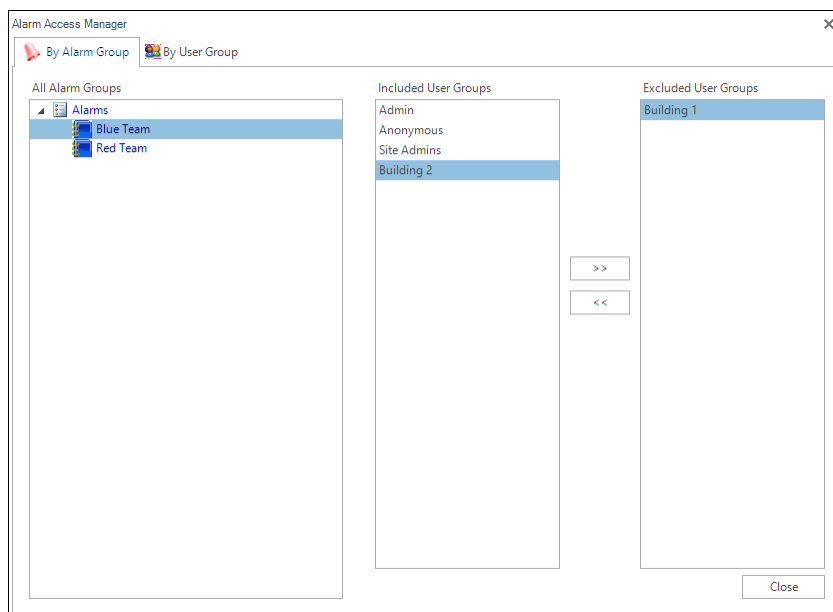 Alarm Access Manager
By Alarm Group
By User Group
All Alarm Groups
Included User Groups
Excluded User Groups
Alarms
Blue Team
Red Team
Admin
Anonymous
Site Admins
Building 2
Building 1
>>
<<
Close